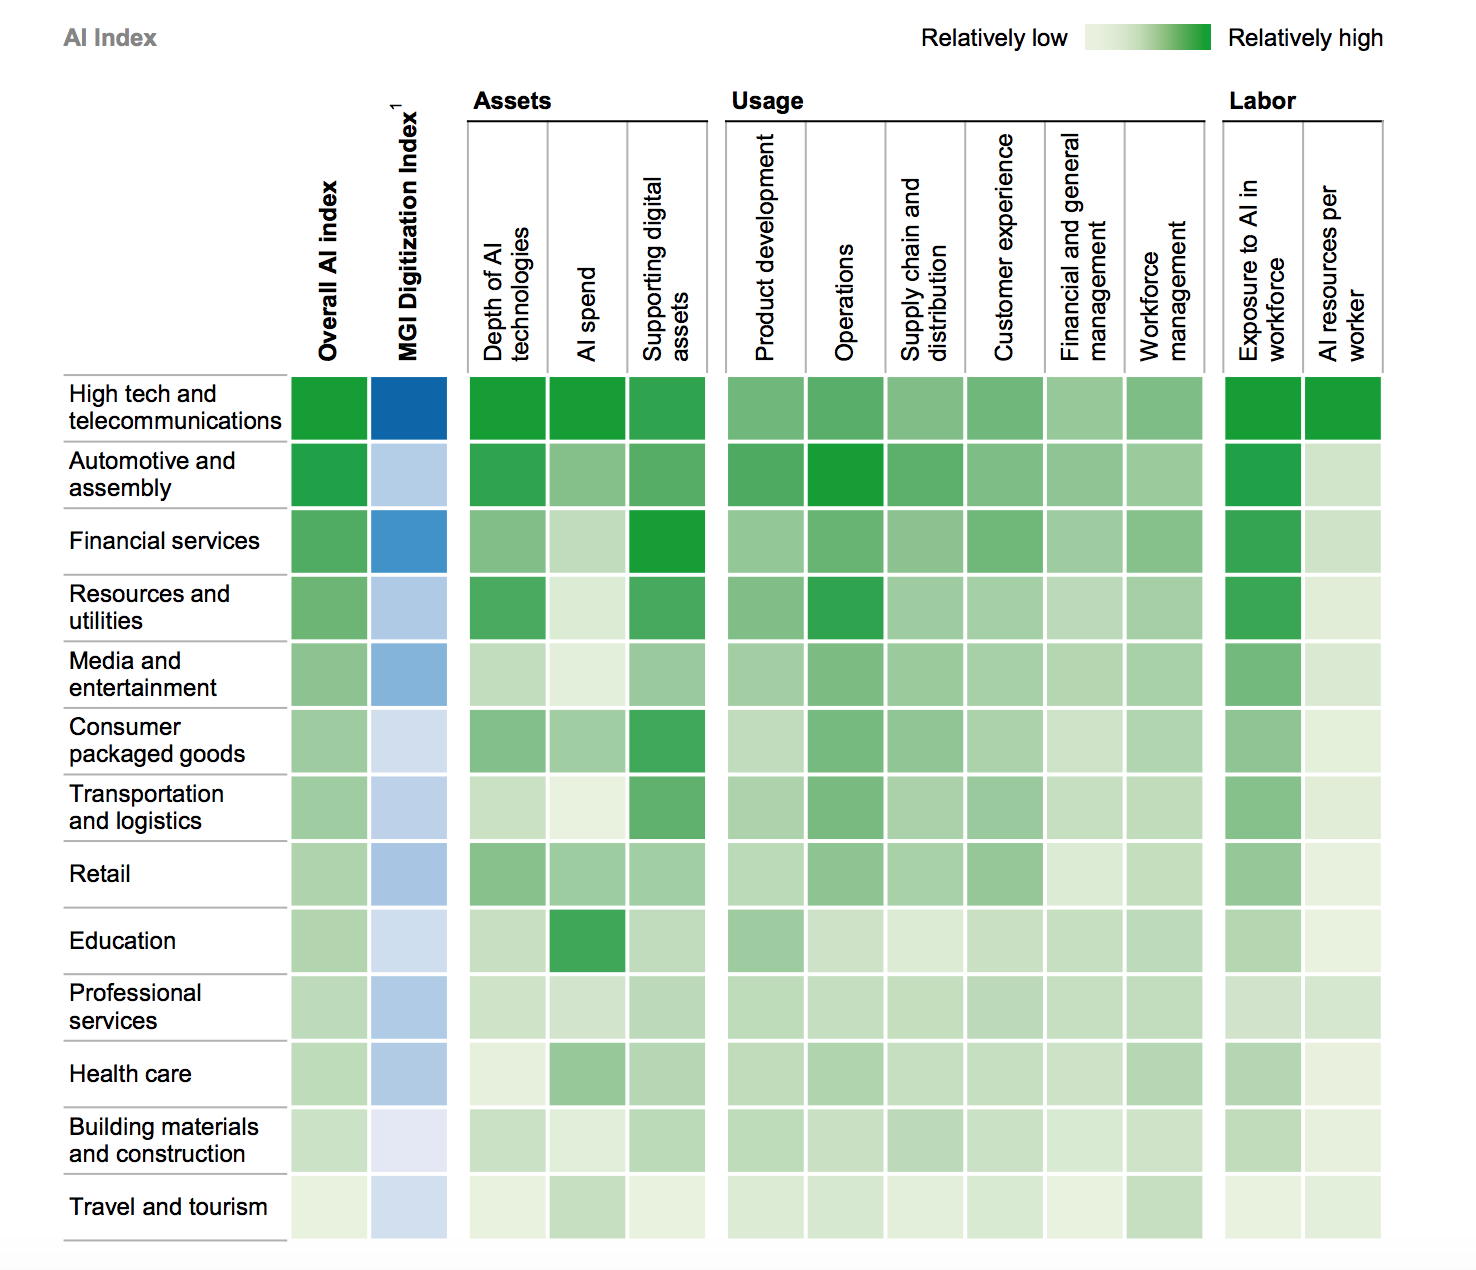 AI Index
Relatively low
Relatively high
Assets
Usage
Labor
Overall AI index
MGI Digitization Index¹
Depth of AI
technologies
AI spend
Supporting digital
assets
Product development
Operations
Supply chain and
distribution
Customer experience
Financial and general
management
Workforce
management
Exposure to AI in
workforce
AI resources per
worker
High tech and
telecommunications
Automotive and
assembly
Financial services
Resources and
utilities
Media and
entertainment
Consumer
packaged goods
Transportation
and logistics
Retail
Education
Professional
services
Health care
Building materials
and construction
Travel and tourism